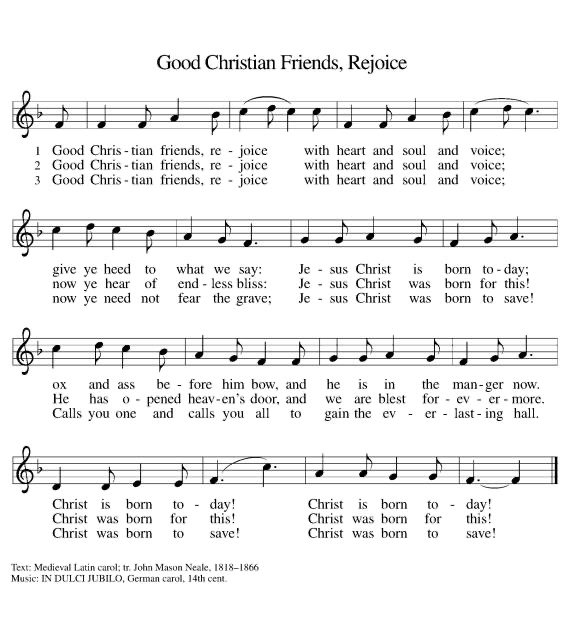 Good Christian Friends, Rejoice
1 Good Chris - tian friends, re - joice with heart and soul and voice;
2 Good Chris - tian friends, re - joice with heart and soul and voice;
3 Good Chris - tian friends, re - joice with heart and soul and voice;
give ye heed to what we say: Je - sus Christ is born to - day;
now ye hear of end - less bliss: Je - sus Christ was born for this!
now ye need not fear the grave; Je - sus Christ was born to save!
ox and ass be - fore him bow, and he is in the man - ger now.
He has o - pened heav - en's door, and we are blest for - ev - er - more.
Calls you one and calls you all to gain the ev - er - last - ing hall.
Christ is born to - day! Christ is born to - day!
Christ was born for this! Christ was born for this!
Christ was born to save! Christ was born to save!
Text: Medieval Latin carol; tr. John Mason Neale, 1818–1866
Music: IN DULCI JUBILO, German carol, 14th cent.